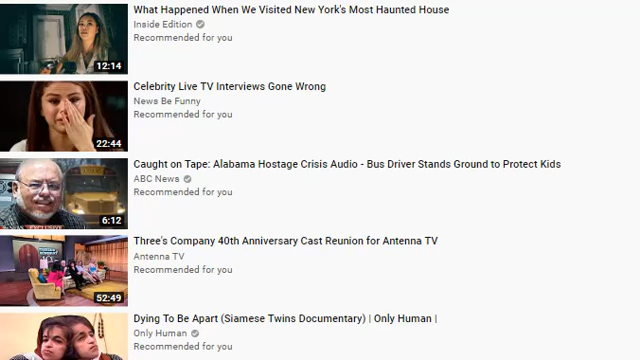 What Happened When We Visited New York's Most Haunted House
Inside Edition
Recommended for you
12:14
Celebrity Live TV Interviews Gone Wrong
News Be Funny
Recommended for you
22:44
Caught on Tape: Alabama Hostage Crisis Audio - Bus Driver Stands Ground to Protect Kids
ABC News
Recommended for you
6:12
Three's Company 40th Anniversary Cast Reunion for Antenna TV
Antenna TV
Recommended for you
52:49
Dying To Be Apart (Siamese Twins Documentary) | Only Human |
Only Human
Recommended for you